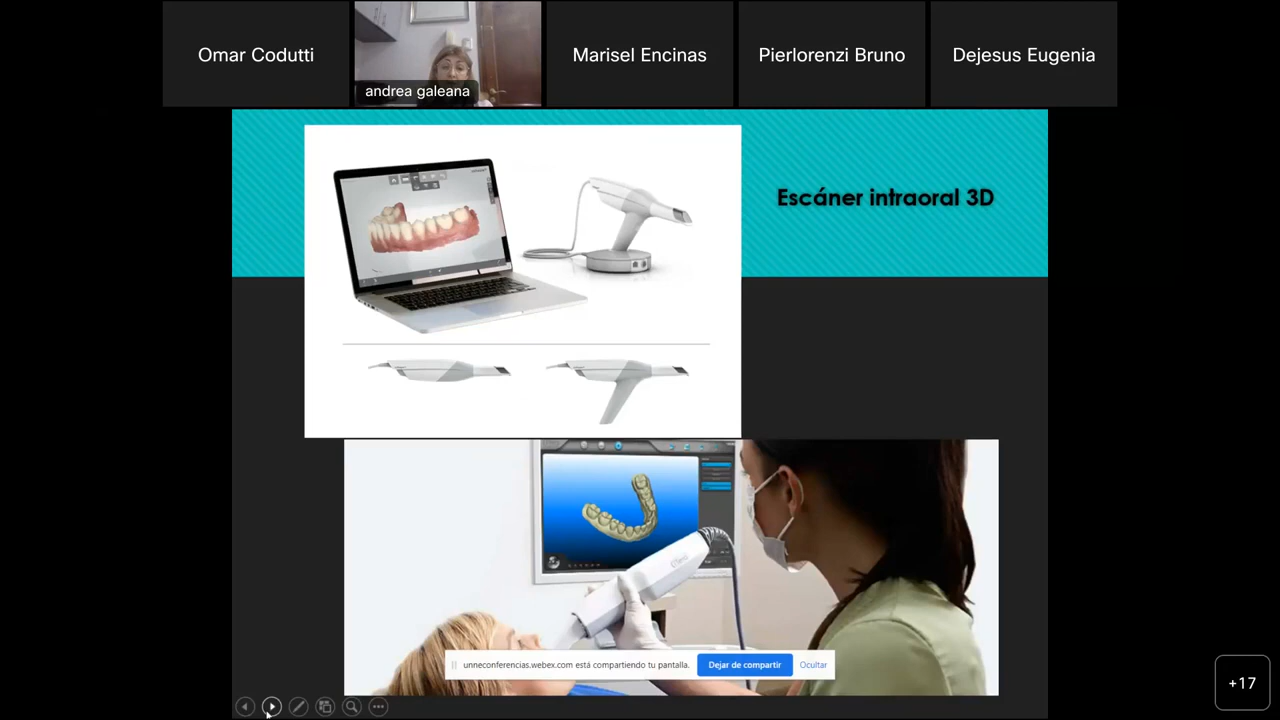 Omar Codutti
andrea galeana
Marisel Encinas
Pierlorenzi Bruno
Dejesus Eugenia
Escáner intraoral 3D
unneconferencias.webex.com está compartiendo tu pantalla.
Dejar de compartir
Ocultar
+17